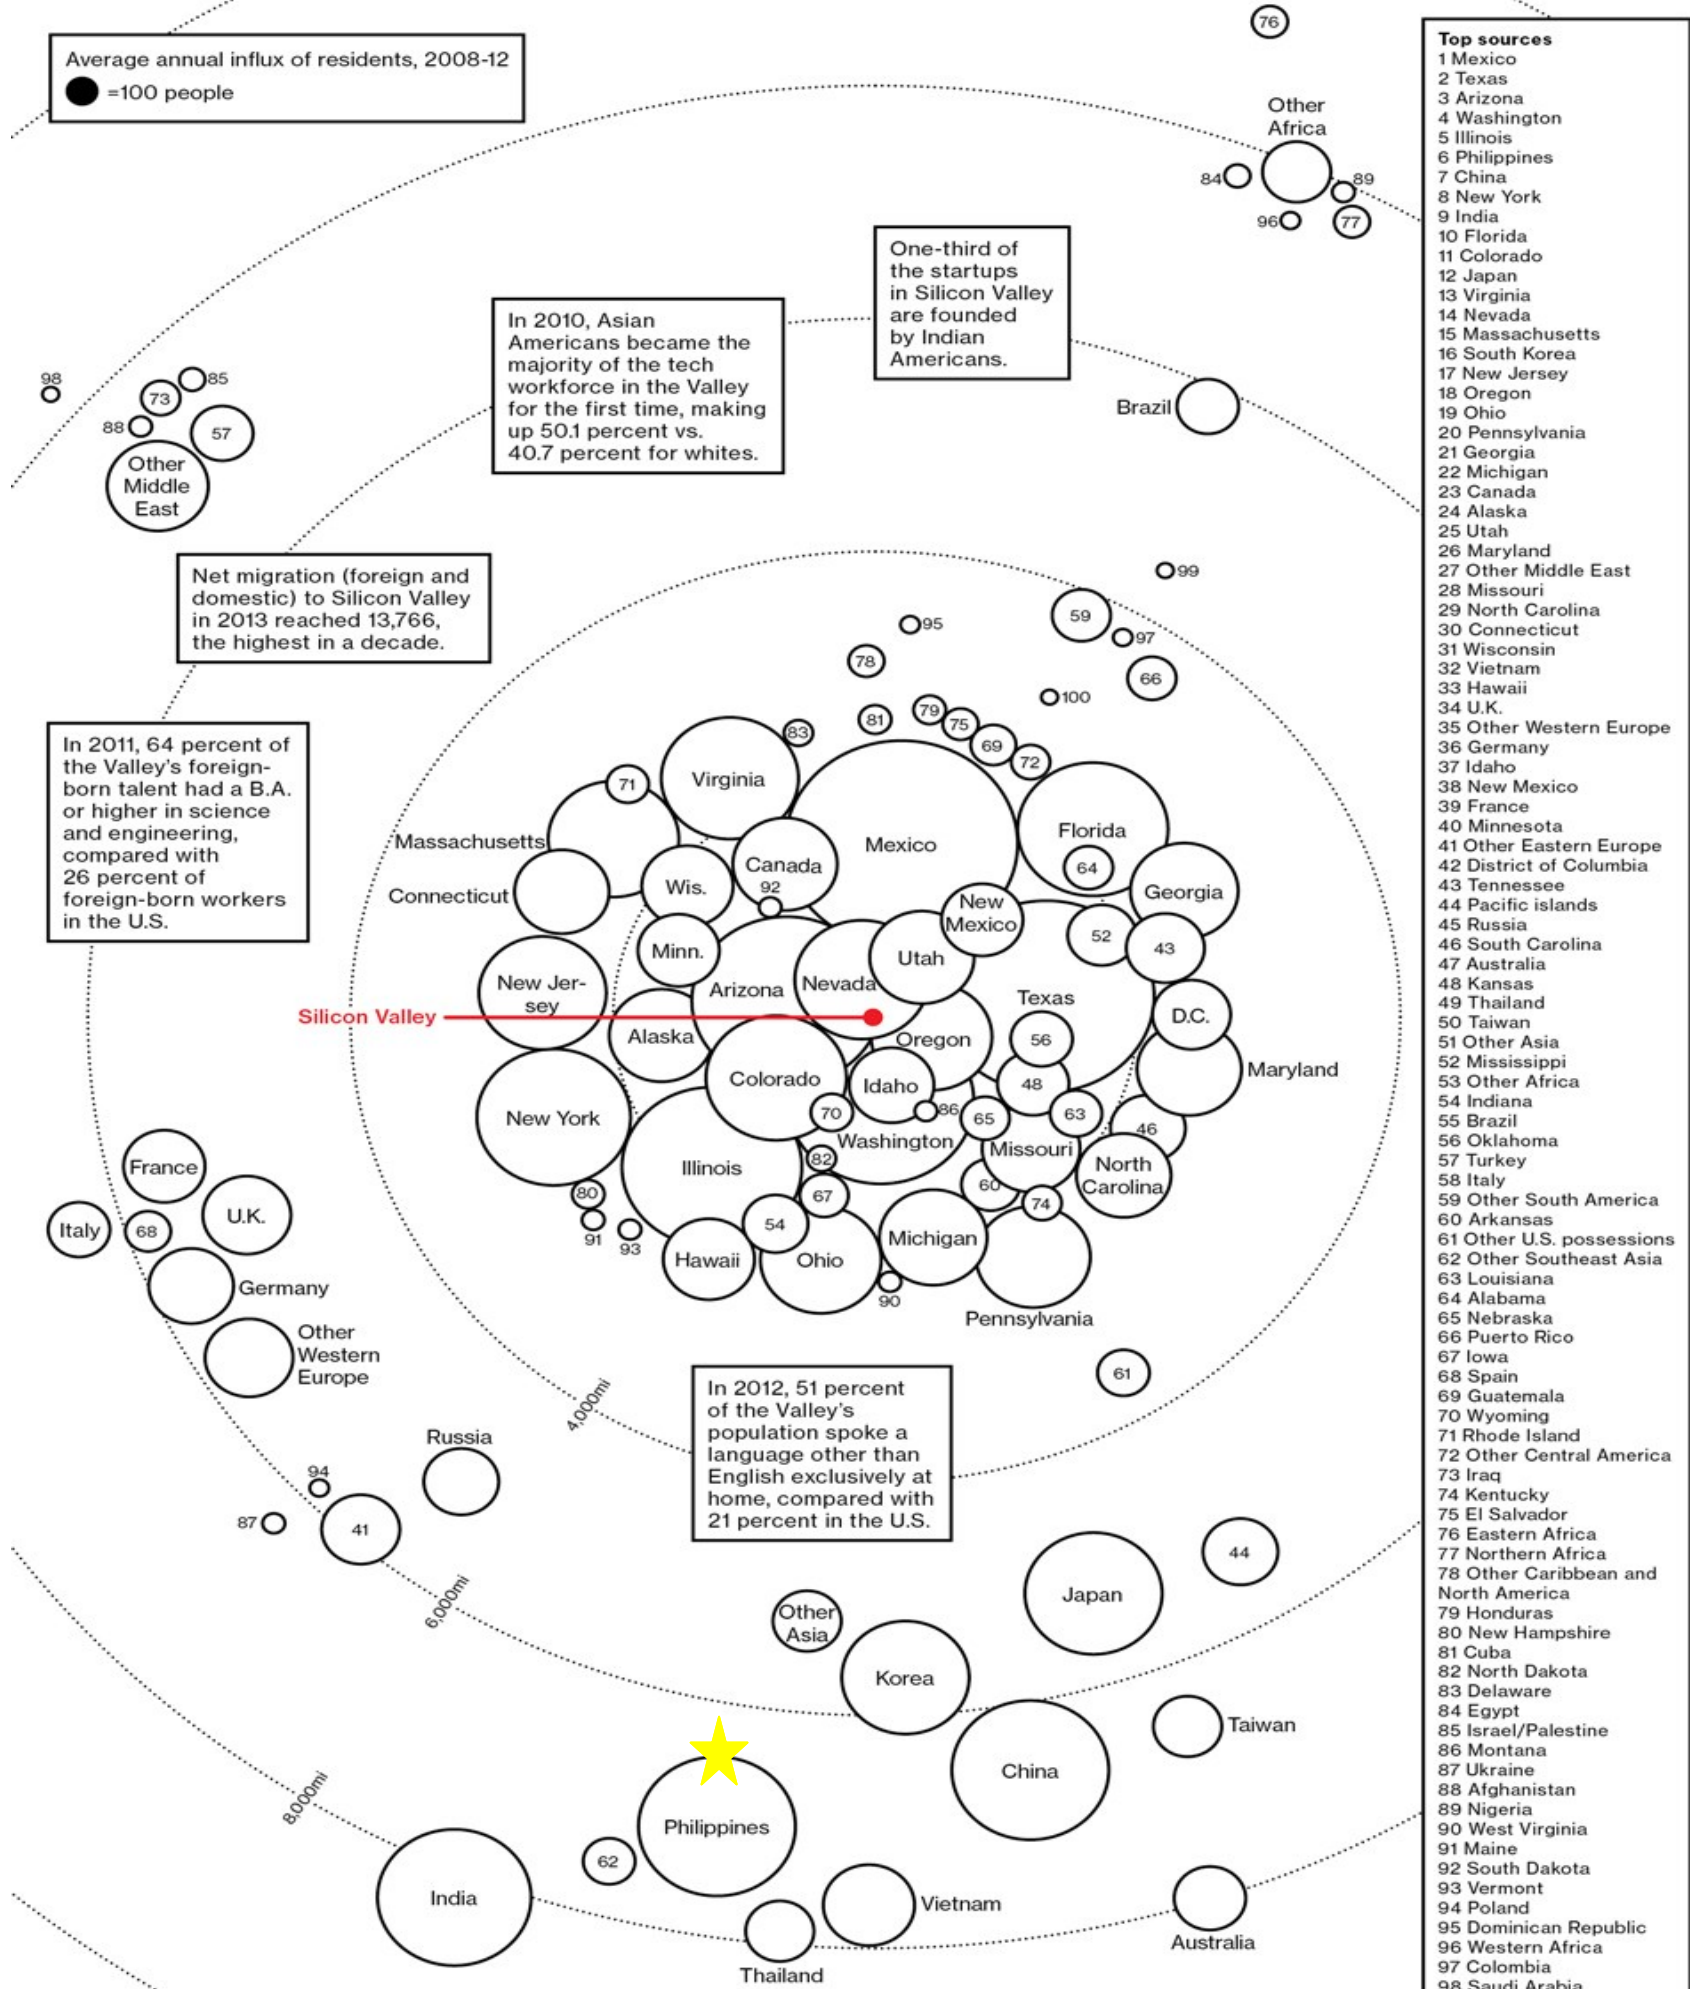 Average annual influx of residents, 2008-12
=100 people
76
Other
Africa
84
89
96
77
One-third of
the startups
in Silicon Valley
are founded
by Indian
Americans.
In 2010, Asian
Americans became the
majority of the tech
workforce in the Valley
for the first time, making
up 50.1 percent vs.
40.7 percent for whites.
Brazil
98
85
73
88
57
Other
Middle
East
Net migration (foreign and
domestic) to Silicon Valley
in 2013 reached 13,766,
the highest in a decade.
In 2011, 64 percent of
the Valley's foreign-
born talent had a B.A.
or higher in science
and engineering,
compared with
26 percent of
foreign-born workers
in the U.S.
99
59
95
97
78
66
100
79
81
75
83
69
72
71
Virginia
Florida
Massachusetts
Mexico
Canada
64
Wis.
92
Georgia
Connecticut
New
Mexico
52
43
Minn.
Utah
New Jer-
sey
Arizona
Nevada
Texas
D.C.
Silicon Valley
Alaska
Oregon
56
Maryland
Colorado
Idaho
48
New York
70
86
65
63
46
Washington
Missouri
82
Illinois
North
Carolina
80
67
60
74
91
93
54
Michigan
Hawaii
Ohio
90
Pennsylvania
France
U.K.
Italy
68
Germany
Other
Western
Europe
61
4,000mi
In 2012, 51 percent
of the Valley's
population spoke a
language other than
English exclusively at
home, compared with
21 percent in the U.S.
Russia
94
87
41
6,000mi
44
Japan
Other
Asia
Korea
Taiwan
China
8,000mi
Philippines
62
India
Vietnam
Australia
Thailand
Top sources
1 Mexico
2 Texas
3 Arizona
4 Washington
5 Illinois
6 Philippines
7 China
8 New York
9 India
10 Florida
11 Colorado
12 Japan
13 Virginia
14 Nevada
15 Massachusetts
16 South Korea
17 New Jersey
18 Oregon
19 Ohio
20 Pennsylvania
21 Georgia
22 Michigan
23 Canada
24 Alaska
25 Utah
26 Maryland
27 Other Middle East
28 Missouri
29 North Carolina
30 Connecticut
31 Wisconsin
32 Vietnam
33 Hawaii
34 U.K.
35 Other Western Europe
36 Germany
37 Idaho
38 New Mexico
39 France
40 Minnesota
41 Other Eastern Europe
42 District of Columbia
43 Tennessee
44 Pacific islands
45 Russia
46 South Carolina
47 Australia
48 Kansas
49 Thailand
50 Taiwan
51 Other Asia
52 Mississippi
53 Other Africa
54 Indiana
55 Brazil
56 Oklahoma
57 Turkey
58 Italy
59 Other South America
60 Arkansas
61 Other U.S. possessions
62 Other Southeast Asia
63 Louisiana
64 Alabama
65 Nebraska
66 Puerto Rico
67 Iowa
68 Spain
69 Guatemala
70 Wyoming
71 Rhode Island
72 Other Central America
73 Iraq
74 Kentucky
75 El Salvador
76 Eastern Africa
77 Northern Africa
78 Other Caribbean and
North America
79 Honduras
80 New Hampshire
81 Cuba
82 North Dakota
83 Delaware
84 Egypt
85 Israel/Palestine
86 Montana
87 Ukraine
88 Afghanistan
89 Nigeria
90 West Virginia
91 Maine
92 South Dakota
93 Vermont
94 Poland
95 Dominican Republic
96 Western Africa
97 Colombia
98 Saudi Arabia